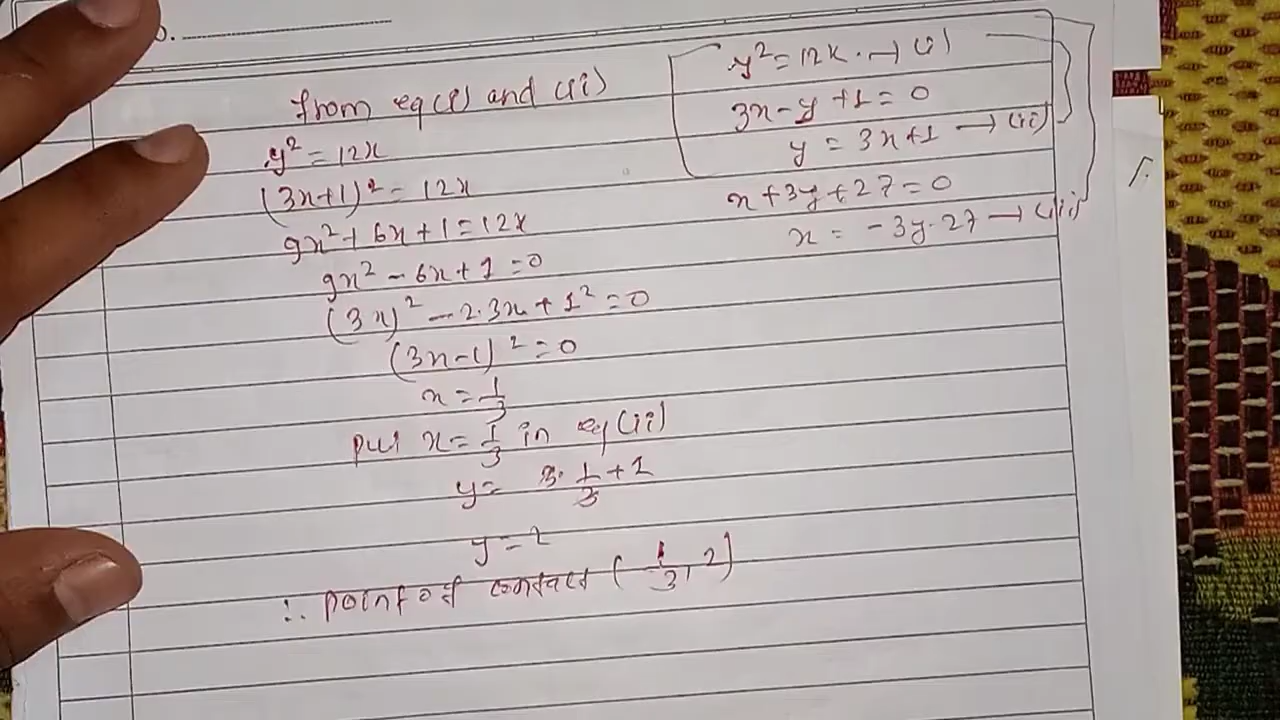 from eq(i) and (ii)
y² = 12x
(3x+1)² = 12x
9x² + 6x + 1 = 12x
9x² - 6x + 1 = 0
(3x)² - 2.3x + 1² = 0
(3x-1)² = 0
x = 1/3
put x = 1/3 in eq(ii)
y = 3. 1/3 + 1
y = 2
∴ point of contact (1/3, 2)
y² = 12x. → (i)
3x - y + 1 = 0
y = 3x+1 → (ii)
x + 3y + 27 = 0
x = -3y-27 → (iii)